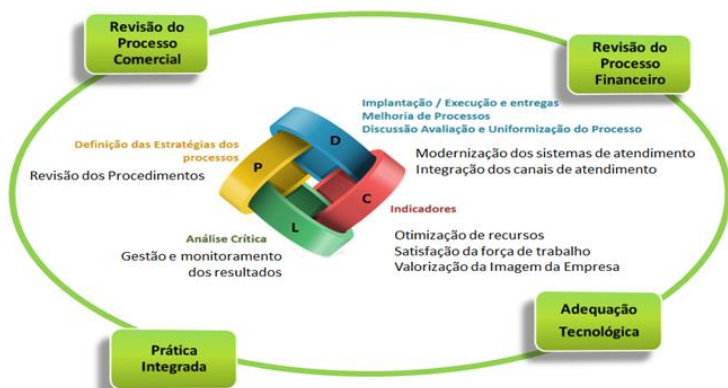 Revisão do
Processo
Comercial
Revisão do
Processo
Financeiro
Implantação / Execução e entregas
Melhoria de Processos
Discussão Avaliação e Uniformização do Processo
Definição das Estratégias dos
processos
Revisão dos Procedimentos
D
P
C
L
Modernização dos sistemas de atendimento
Integração dos canais de atendimento
Indicadores
Otimização de recursos
Satisfação da força de trabalho
Valorização da Imagem da Empresa
Análise Crítica
Gestão e monitoramento
dos resultados
Prática
Integrada
Adequação
Tecnológica